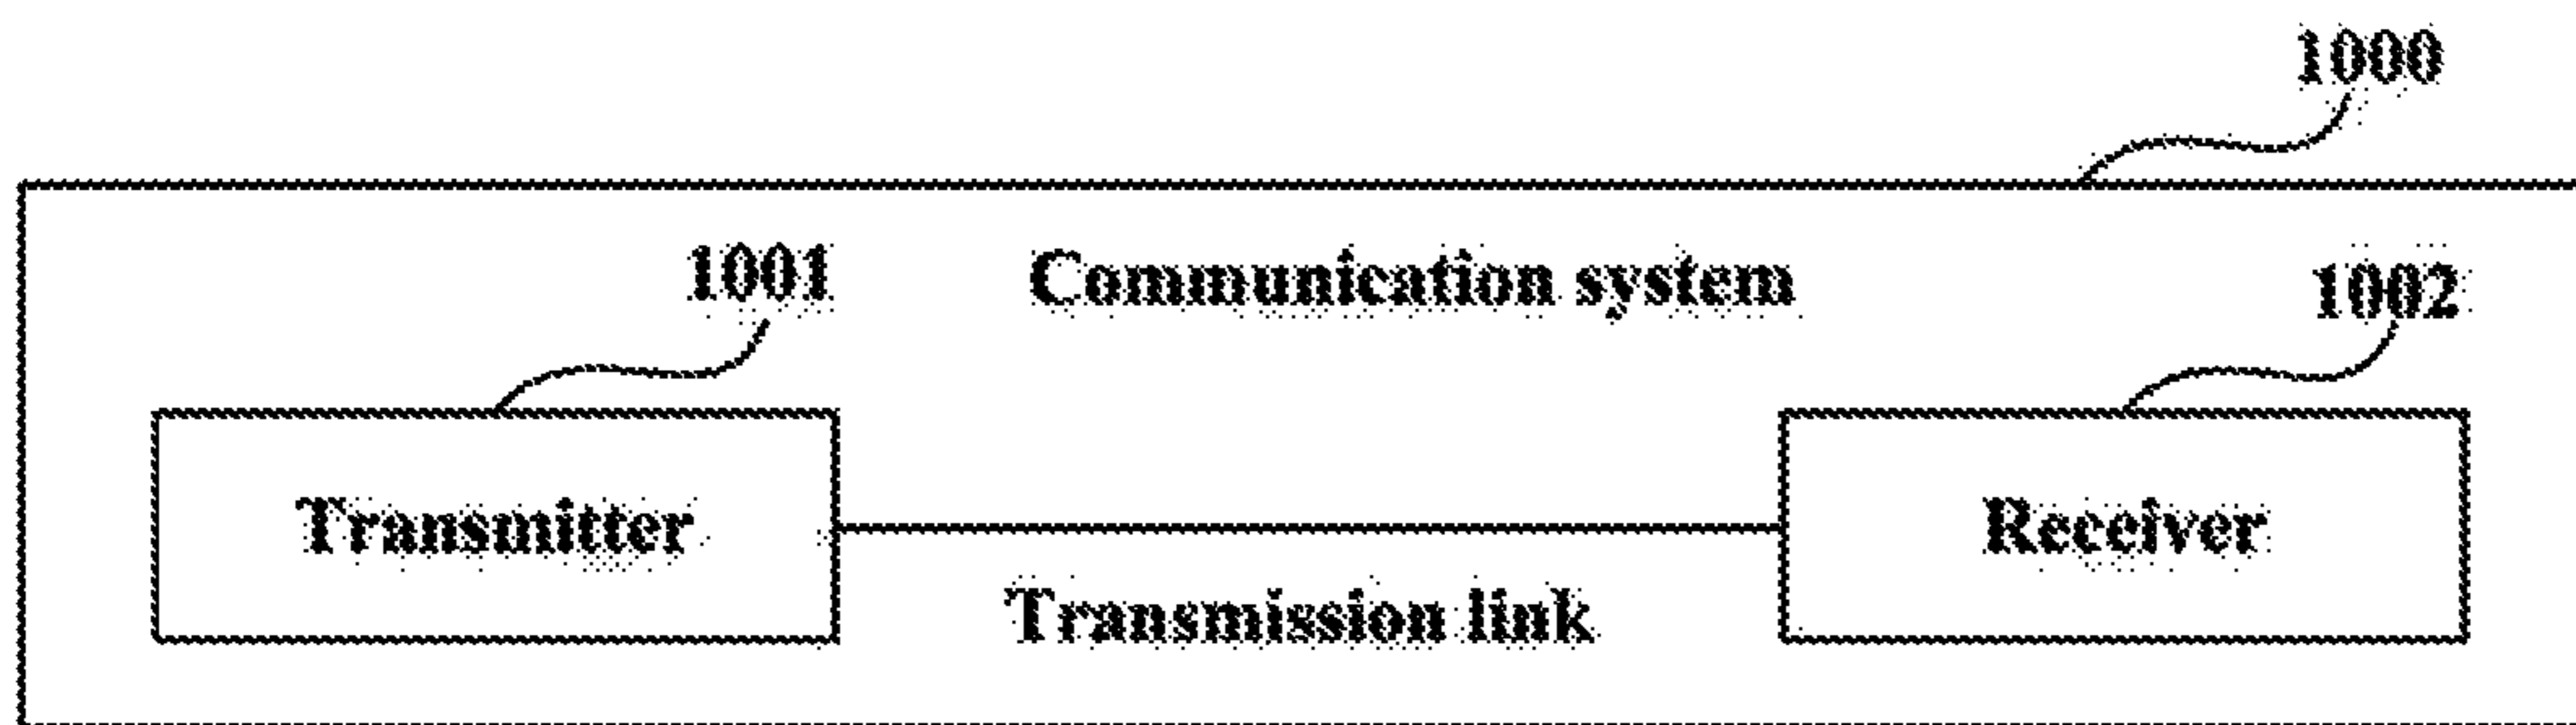 1000
1001
Communication system
1002
Transmitter
Receiver
Transmission link